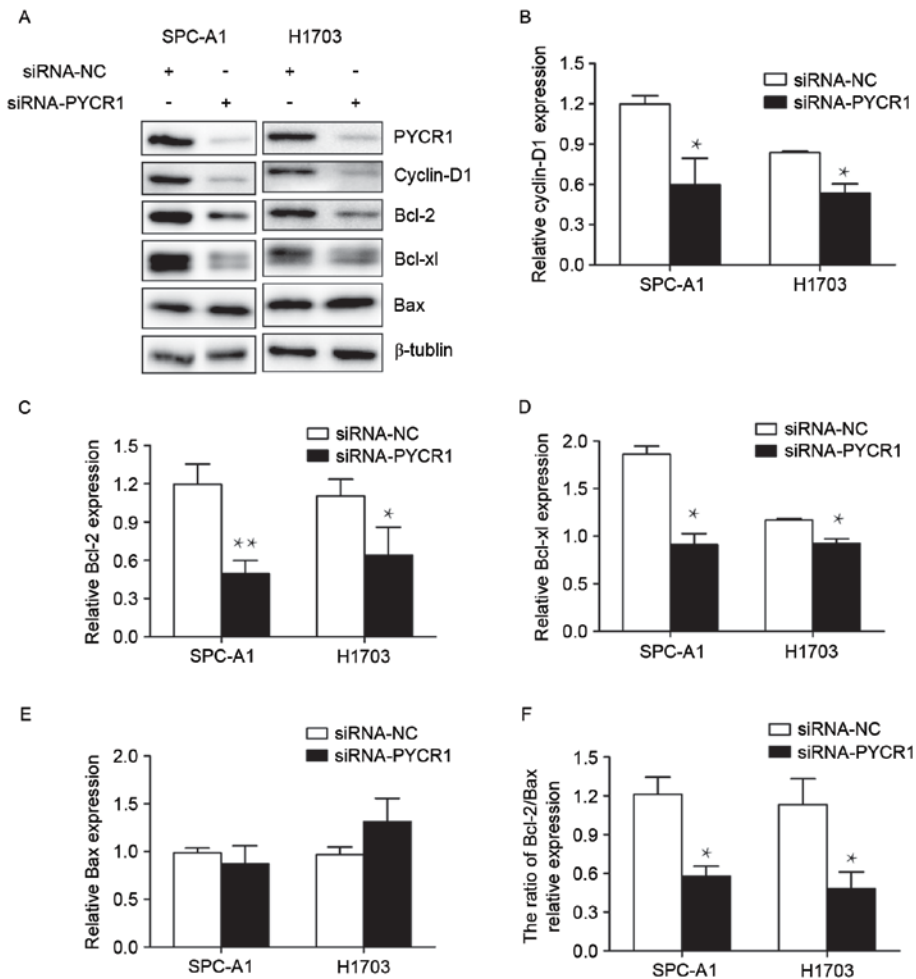 A
SPC-A1 H1703
siRNA-NC + - + -
siRNA-PYCR1 - + - +
PYCR1
Cyclin-D1
Bcl-2
Bcl-xl
Bax
β-tublin
B
Relative cyclin-D1 expression
1.5
1.2
0.9
0.6
0.3
0.0
siRNA-NC
siRNA-PYCR1
*
*
SPC-A1 H1703
C
Relative Bcl-2 expression
1.5
1.2
0.9
0.6
0.3
0.0
siRNA-NC
siRNA-PYCR1
**
*
SPC-A1 H1703
D
Relative Bcl-xl expression
2.0
1.5
1.0
0.5
0.0
siRNA-NC
siRNA-PYCR1
*
*
SPC-A1 H1703
E
Relative Bax expression
2.0
1.5
1.0
0.5
0.0
siRNA-NC
siRNA-PYCR1
SPC-A1 H1703
F
The ratio of Bcl-2/Bax
relative expression
1.5
1.2
0.9
0.6
0.3
0.0
siRNA-NC
siRNA-PYCR1
*
*
SPC-A1 H1703